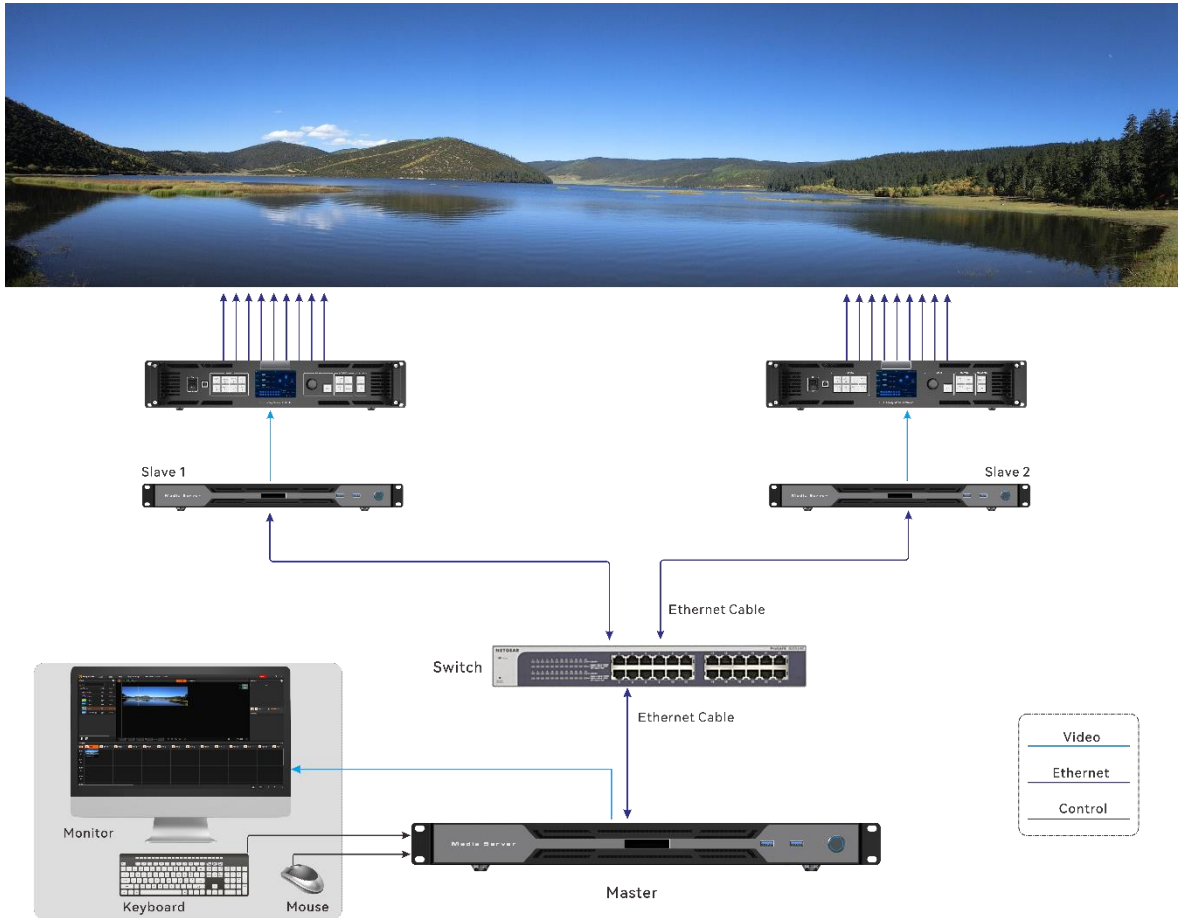 Slave 1
Slave 2
Media Server
Media Server
Ethernet Cable
NETGEAR
Switch
Ethernet Cable
Video
Ethernet
Control
Monitor
Media Server
Keyboard
Mouse
Master